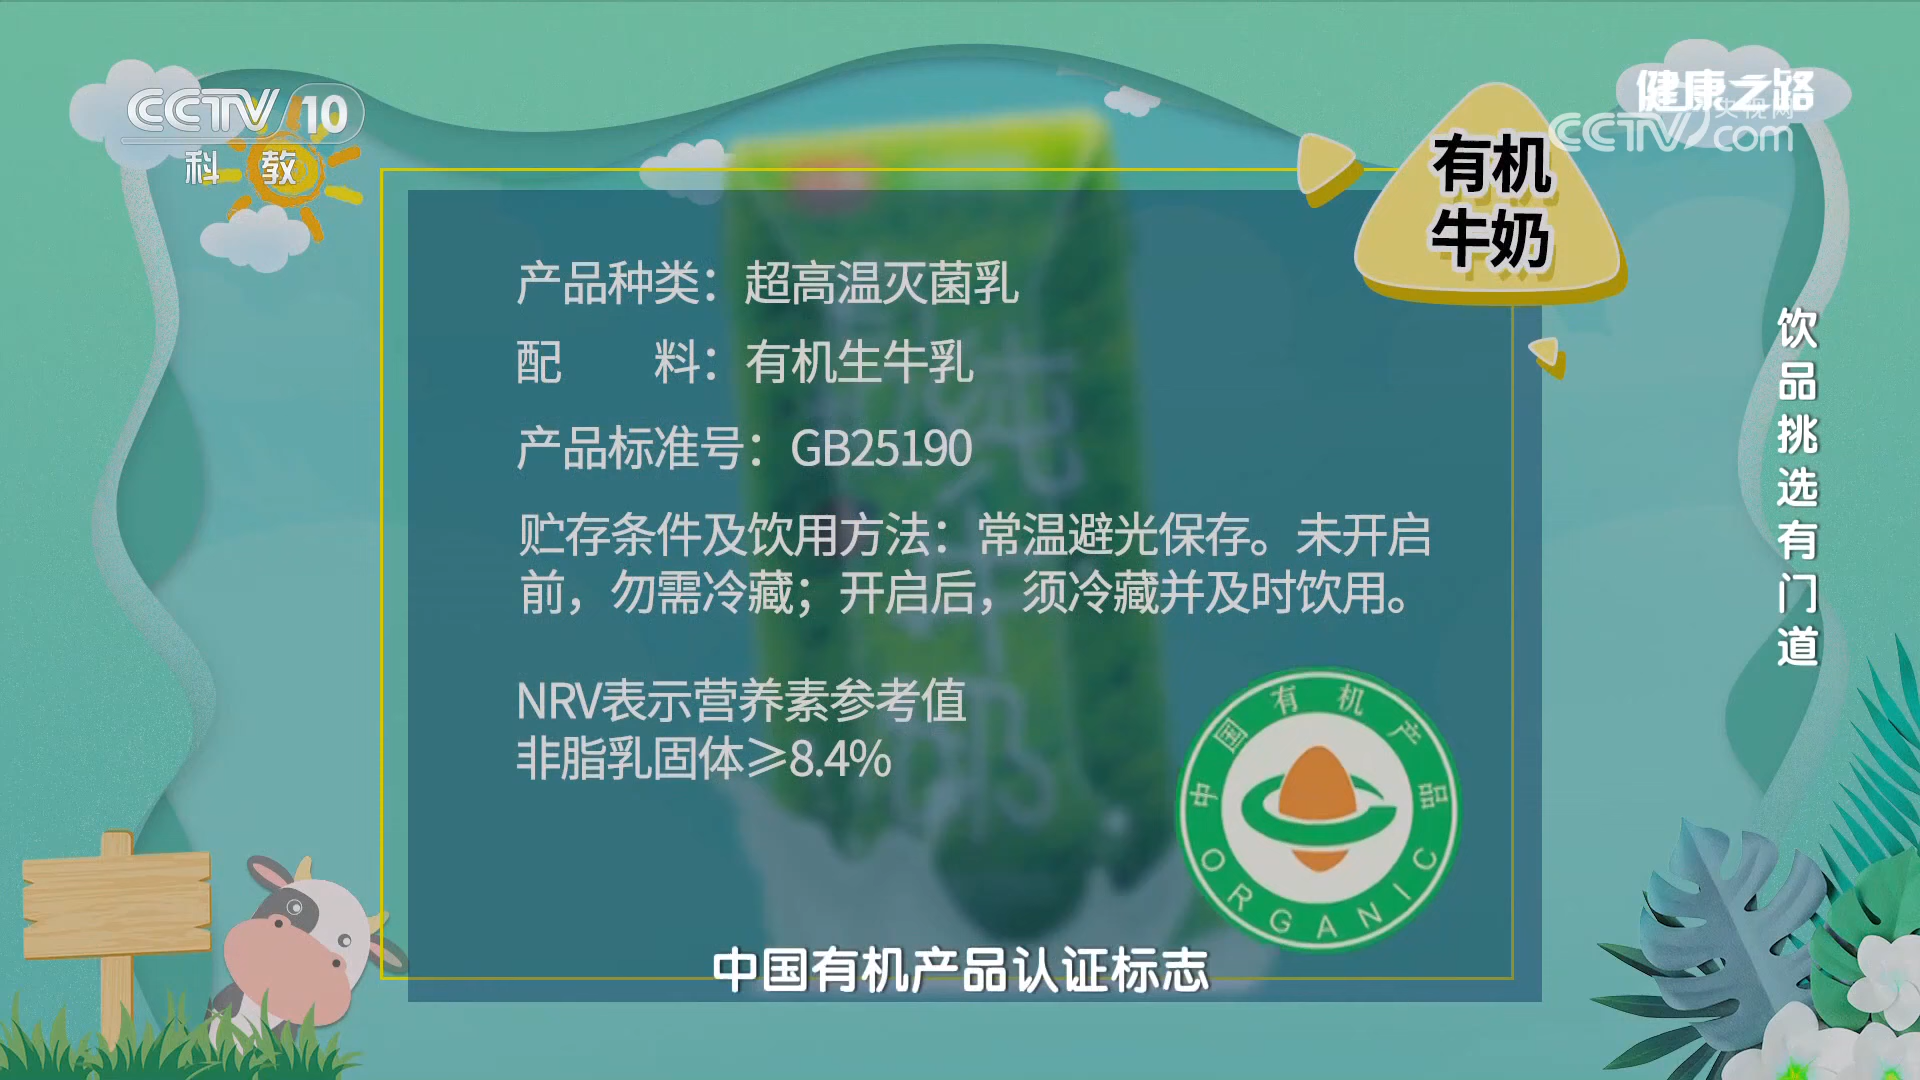 CCTV 10
科教
健康之路
央视网
CCTV.com
有机
牛奶
产品种类：超高温灭菌乳
配 料：有机生牛乳
产品标准号：GB25190
贮存条件及饮用方法：常温避光保存。未开启
前，勿需冷藏；开启后，须冷藏并及时饮用。
NRV表示营养素参考值
非脂乳固体≥8.4%
中国有机产品
ORGANIC
中国有机产品认证标志
饮品挑选有门道